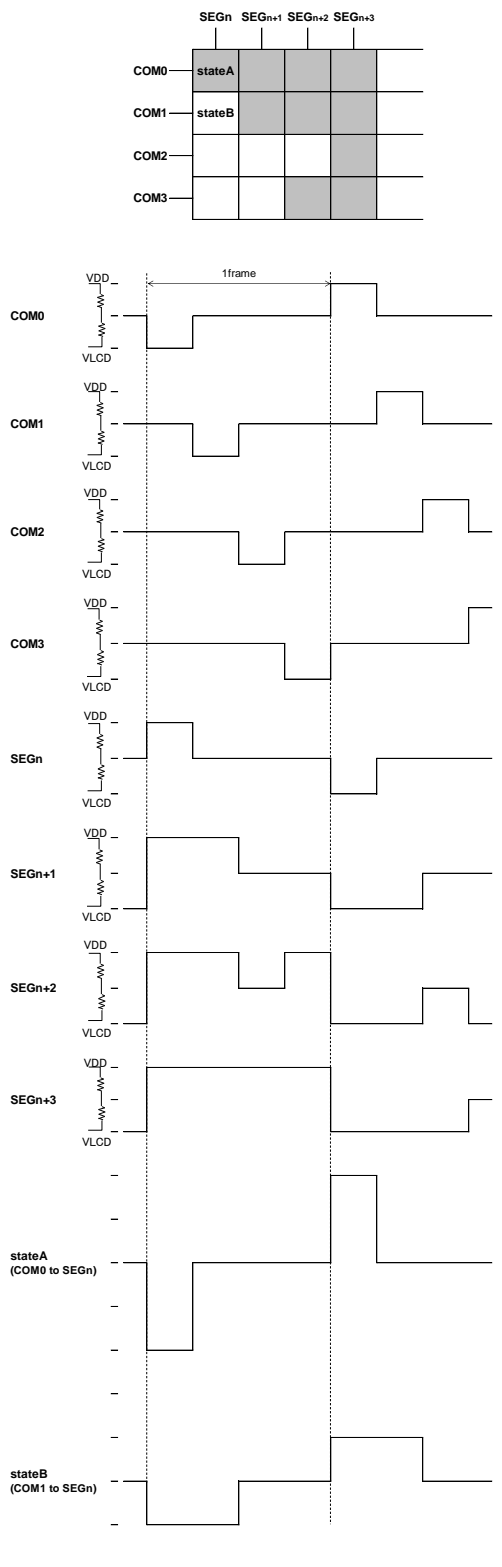 SEGn SEGn+1 SEGn+2 SEGn+3
COM0 stateA
COM1 stateB
COM2
COM3
1frame
VDD
COM0
VLCD
VDD
COM1
VLCD
VDD
COM2
VLCD
VDD
COM3
VLCD
VDD
SEGn
VLCD
VDD
SEGn+1
VLCD
VDD
SEGn+2
VLCD
VDD
SEGn+3
VLCD
stateA
(COM0 to SEGn)
stateB
(COM1 to SEGn)